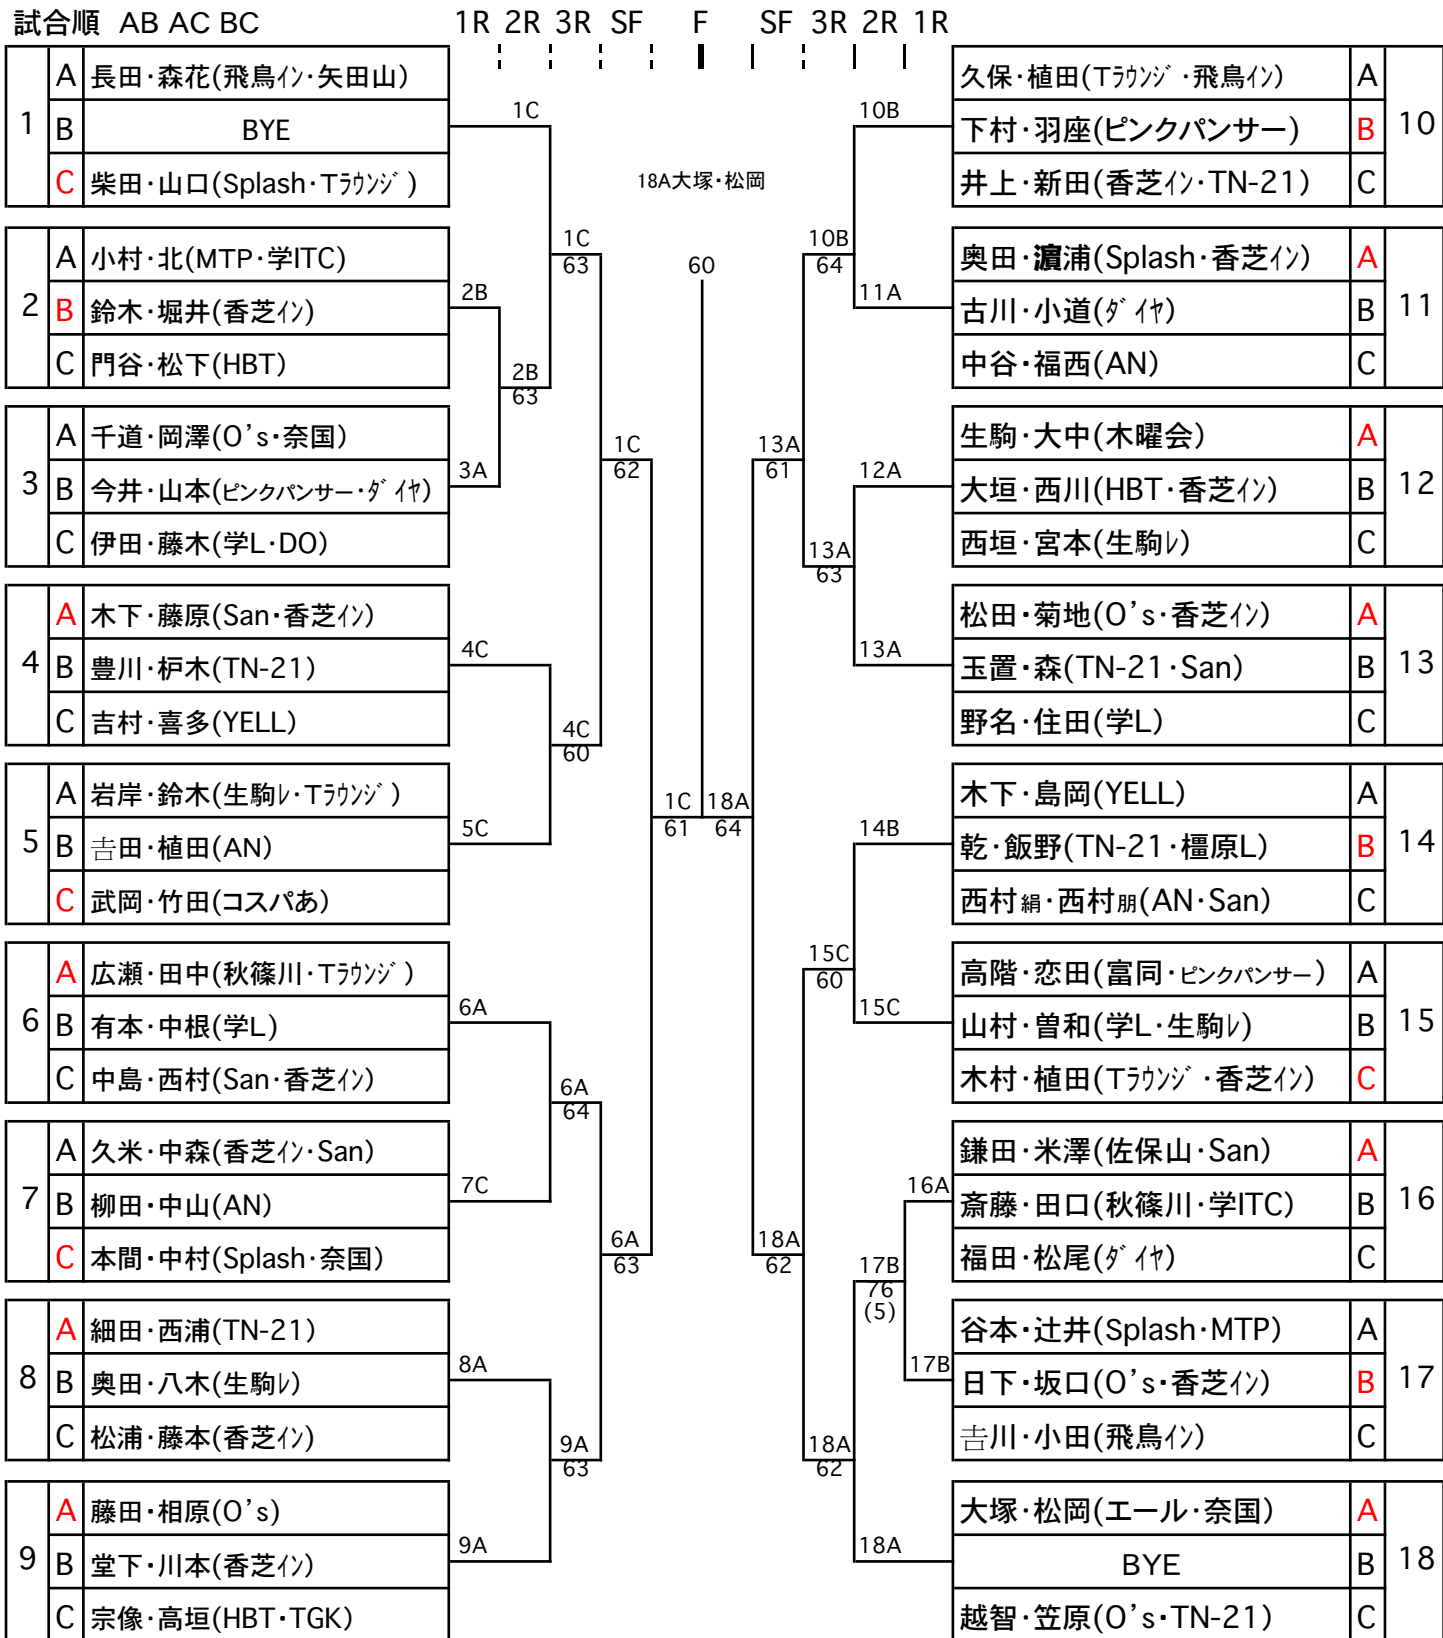 試合順 AB AC BC 1R 2R 3R SF F SF 3R 2R 1R
1
A 長田・森花(飛鳥ｲﾝ・矢田山)
B BYE
C 柴田・山口(Splash・Tﾗｳﾝｼﾞ)
2
A 小村・北(MTP・学ITC)
B 鈴木・堀井(香芝ｲﾝ)
C 門谷・松下(HBT)
3
A 千道・岡澤(O's・奈国)
B 今井・山本(ピンクパンサー・ﾀﾞｲﾔ)
C 伊田・藤木(学L・DO)
4
A 木下・藤原(San・香芝ｲﾝ)
B 豊川・枦木(TN-21)
C 吉村・喜多(YELL)
5
A 岩岸・鈴木(生駒ﾚ・Tﾗｳﾝｼﾞ)
B 𠮷田・植田(AN)
C 武岡・竹田(コスパあ)
6
A 広瀬・田中(秋篠川・Tﾗｳﾝｼﾞ)
B 有本・中根(学L)
C 中島・西村(San・香芝ｲﾝ)
7
A 久米・中森(香芝ｲﾝ・San)
B 柳田・中山(AN)
C 本間・中村(Splash・奈国)
8
A 細田・西浦(TN-21)
B 奥田・八木(生駒ﾚ)
C 松浦・藤本(香芝ｲﾝ)
9
A 藤田・相原(O's)
B 堂下・川本(香芝ｲﾝ)
C 宗像・高垣(HBT・TGK)
1C
2B
3A
2B
63
1C
63
4C
5C
4C
60
1C
62
6A
7C
6A
64
8A
9A
9A
63
6A
63
1C
61
18A大塚・松岡
60
18A
64
13A
61
18A
62
10B
64
13A
63
15C
60
18A
62
10B
11A
12A
13A
14B
15C
16A
17B
17B
76
(5)
18A
久保・植田(Tﾗｳﾝｼﾞ・飛鳥ｲﾝ) A
下村・羽座(ピンクパンサー) B
井上・新田(香芝ｲﾝ・TN-21) C
10
奥田・濵浦(Splash・香芝ｲﾝ) A
古川・小道(ﾀﾞｲﾔ) B
中谷・福西(AN) C
11
生駒・大中(木曜会) A
大垣・西川(HBT・香芝ｲﾝ) B
西垣・宮本(生駒ﾚ) C
12
松田・菊地(O's・香芝ｲﾝ) A
玉置・森(TN-21・San) B
野名・住田(学L) C
13
木下・島岡(YELL) A
乾・飯野(TN-21・橿原L) B
西村絹・西村朋(AN・San) C
14
高階・恋田(富同・ピンクパンサー) A
山村・曽和(学L・生駒ﾚ) B
木村・植田(Tﾗｳﾝｼﾞ・香芝ｲﾝ) C
15
鎌田・米澤(佐保山・San) A
斎藤・田口(秋篠川・学ITC) B
福田・松尾(ﾀﾞｲﾔ) C
16
谷本・辻井(Splash・MTP) A
日下・坂口(O's・香芝ｲﾝ) B
𠮷川・小田(飛鳥ｲﾝ) C
17
大塚・松岡(エール・奈国) A
BYE B
越智・笠原(O's・TN-21) C
18